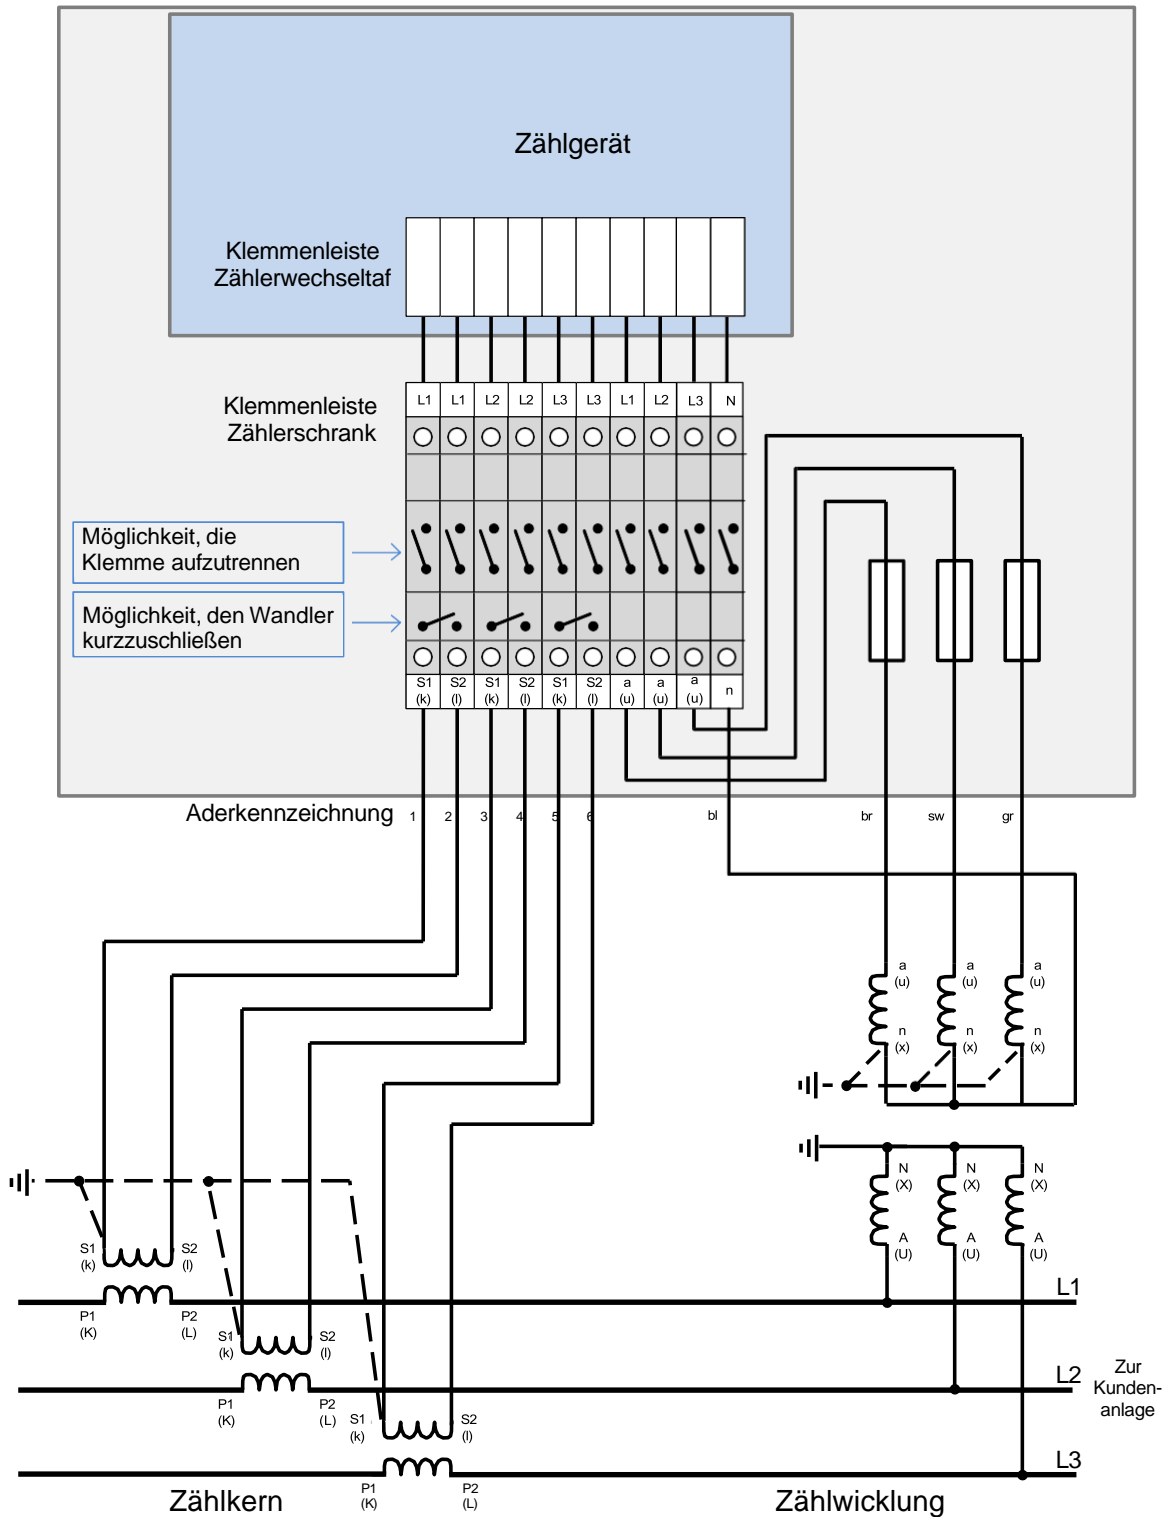 Zählgerät
Klemmenleiste
Zählerwechseltaf
L1 L1 L2 L2 L3 L3 L1 L2 L3 N
Klemmenleiste
Zählerschrank
Möglichkeit, die
Klemme aufzutrennen
Möglichkeit, den Wandler
kurzzuschließen
S1 S2 S1 S2 S1 S2 a a a n
(k) (l) (k) (l) (k) (l) (u) (u) (u)
Aderkennzeichnung 1 2 3 4 5 6 bl br sw gr
a a a
(u) (u) (u)
n n n
(x) (x) (x)
N N N
(X) (X) (X)
A A A
(U) (U) (U)
S1 S2
(k) (l)
L1
P1 P2
(K) (L)
S1 S2
(k) (l)
L2
Zur
Kunden-
anlage
P1 P2
(K) (L)
S1 S2
(k) (l)
L3
P1 P2
(K) (L)
Zählkern
Zählwicklung